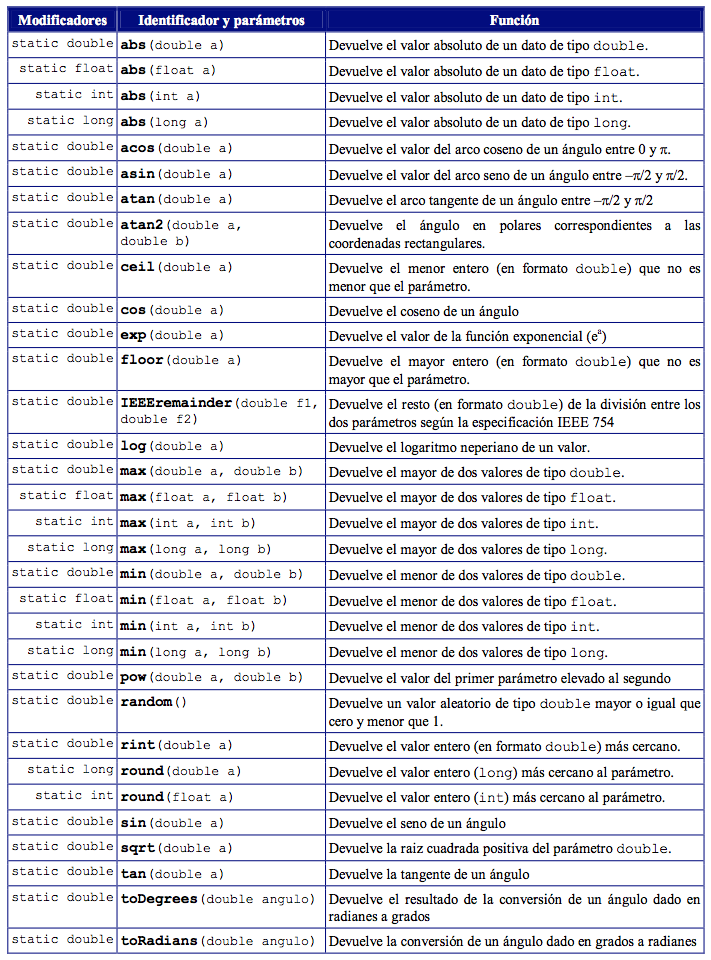 Modificadores Identificador y parámetros Función
static double abs(double a) Devuelve el valor absoluto de un dato de tipo double.
static float abs(float a) Devuelve el valor absoluto de un dato de tipo float.
static int abs(int a) Devuelve el valor absoluto de un dato de tipo int.
static long abs(long a) Devuelve el valor absoluto de un dato de tipo long.
static double acos(double a) Devuelve el valor del arco coseno de un ángulo entre 0 y π.
static double asin(double a) Devuelve el valor del arco seno de un ángulo entre –π/2 y π/2.
static double atan(double a) Devuelve el arco tangente de un ángulo entre –π/2 y π/2
static double atan2(double a, Devuelve el ángulo en polares correspondientes a las
double b) coordenadas rectangulares.
static double ceil(double a) Devuelve el menor entero (en formato double) que no es
menor que el parámetro.
static double cos(double a) Devuelve el coseno de un ángulo
static double exp(double a) Devuelve el valor de la función exponencial (eª)
static double floor(double a) Devuelve el mayor entero (en formato double) que no es
mayor que el parámetro.
static double IEEEremainder(double f1, Devuelve el resto (en formato double) de la división entre los
double f2) dos parámetros según la especificación IEEE 754
static double log(double a) Devuelve el logaritmo neperiano de un valor.
static double max(double a, double b) Devuelve el mayor de dos valores de tipo double.
static float max(float a, float b) Devuelve el mayor de dos valores de tipo float.
static int max(int a, int b) Devuelve el mayor de dos valores de tipo int.
static long max(long a, long b) Devuelve el mayor de dos valores de tipo long.
static double min(double a, double b) Devuelve el menor de dos valores de tipo double.
static float min(float a, float b) Devuelve el menor de dos valores de tipo float.
static int min(int a, int b) Devuelve el menor de dos valores de tipo int.
static long min(long a, long b) Devuelve el menor de dos valores de tipo long.
static double pow(double a, double b) Devuelve el valor del primer parámetro elevado al segundo
static double random() Devuelve un valor aleatorio de tipo double mayor o igual que
cero y menor que 1.
static double rint(double a) Devuelve el valor entero (en formato double) más cercano.
static long round(double a) Devuelve el valor entero (long) más cercano al parámetro.
static int round(float a) Devuelve el valor entero (int) más cercano al parámetro.
static double sin(double a) Devuelve el seno de un ángulo
static double sqrt(double a) Devuelve la raiz cuadrada positiva del parámetro double.
static double tan(double a) Devuelve la tangente de un ángulo
static double toDegrees(double angulo) Devuelve el resultado de la conversión de un ángulo dado en
radianes a grados
static double toRadians(double angulo) Devuelve la conversión de un ángulo dado en grados a radianes